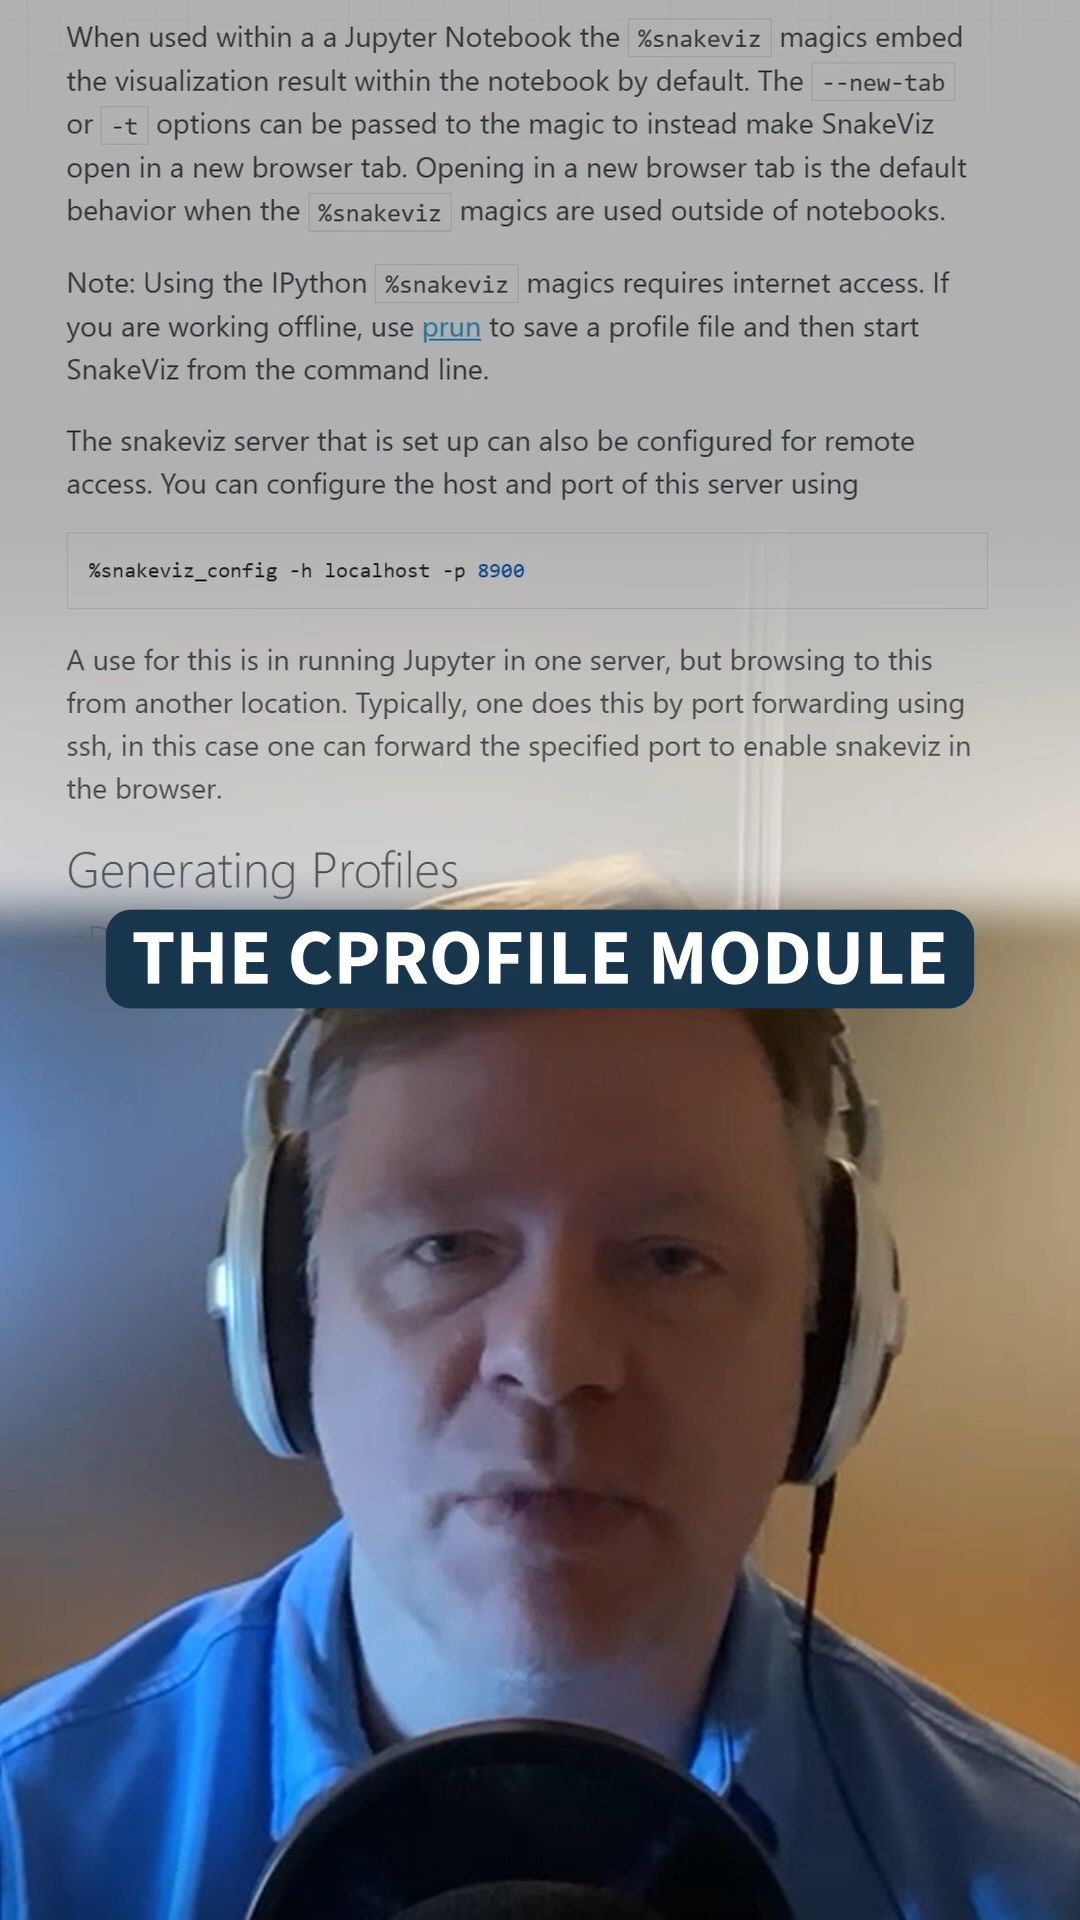 When used within a a Jupyter Notebook the %snakeviz magics embed
the visualization result within the notebook by default. The --new-tab
or -t options can be passed to the magic to instead make SnakeViz
open in a new browser tab. Opening in a new browser tab is the default
behavior when the %snakeviz magics are used outside of notebooks.
Note: Using the IPython %snakeviz magics requires internet access. If
you are working offline, use prun to save a profile file and then start
SnakeViz from the command line.
The snakeviz server that is set up can also be configured for remote
access. You can configure the host and port of this server using
%snakeviz_config -h localhost -p 8900
A use for this is in running Jupyter in one server, but browsing to this
from another location. Typically, one does this by port forwarding using
ssh, in this case one can forward the specified port to enable snakeviz in
the browser.
Generating Profiles
THE CPROFILE MODULE